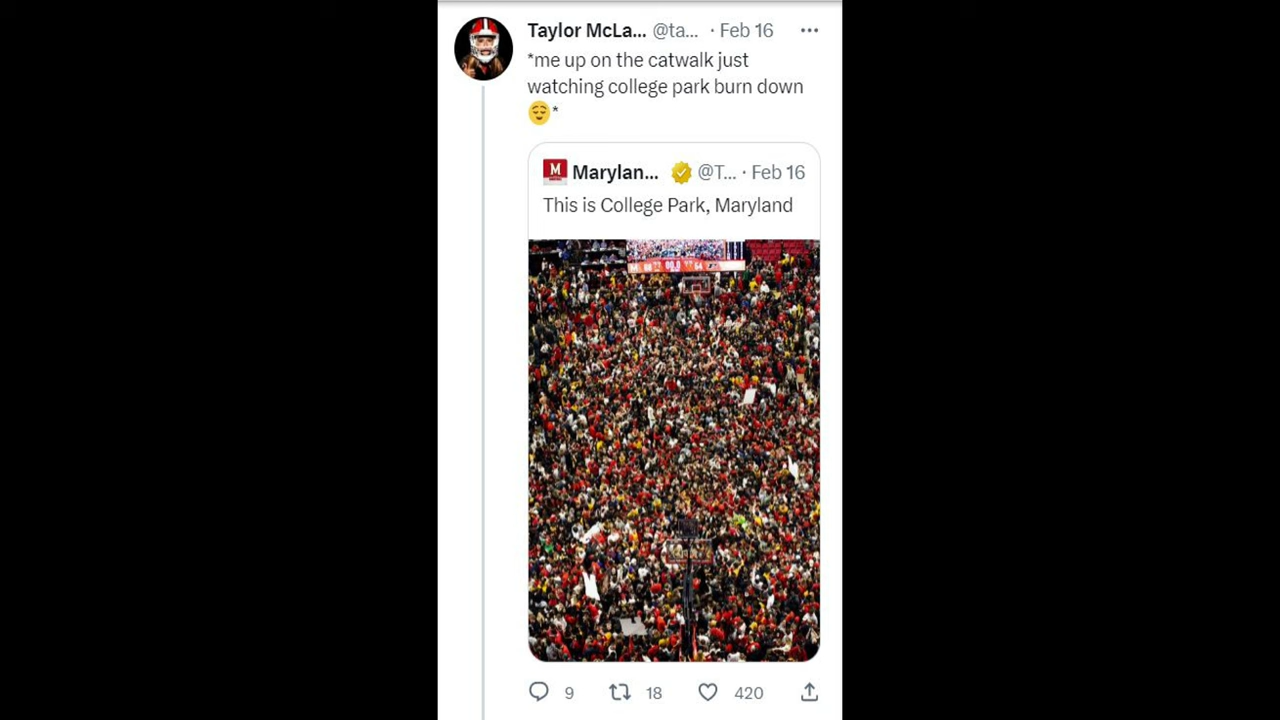 Taylor McLa... @ta... · Feb 16
*me up on the catwalk just
watching college park burn down
😌*
M
Marylan... @T... · Feb 16
This is College Park, Maryland
9 18 420